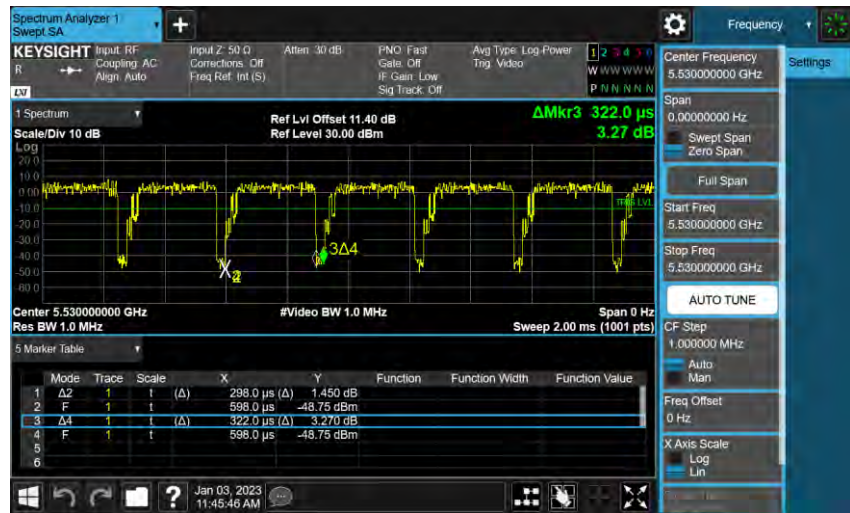 Spectrum Analyzer 1
Swept SA
Frequency
KEYSIGHT
R
LXI
Input: RF
Coupling: AC
Align: Auto
Input Z: 50 Ω
Corrections: Off
Freq Ref: Int (S)
Atten: 30 dB
PNO: Fast
Gate: Off
IF Gain: Low
Sig Track: Off
Avg Type: Log-Power
Trig: Video
1 2 3 4 5 6
W W W W W W
P N N N N N
Center Frequency
5.530000000 GHz
Settings
Span
0.00000000 Hz
Swept Span
Zero Span
Full Span
Start Freq
5.530000000 GHz
Stop Freq
5.530000000 GHz
AUTO TUNE
CF Step
1.000000 MHz
Auto
Man
Freq Offset
0 Hz
X Axis Scale
Log
Lin
1 Spectrum
Scale/Div 10 dB
Ref Lvl Offset 11.40 dB
Ref Level 30.00 dBm
ΔMkr3 322.0 µs
3.27 dB
Log
20.0
10.0
0.00
-10.0
-20.0
-30.0
-40.0
-50.0
-60.0
TRIG LVL
3Δ4
Center 5.530000000 GHz
Res BW 1.0 MHz
#Video BW 1.0 MHz
Span 0 Hz
Sweep 2.00 ms (1001 pts)
5 Marker Table
Mode Trace Scale X Y Function Function Width Function Value
1 Δ2 1 t (Δ) 298.0 µs (Δ) 1.450 dB
2 F 1 t 598.0 µs -48.75 dBm
3 Δ4 1 t (Δ) 322.0 µs (Δ) 3.270 dB
4 F 1 t 598.0 µs -48.75 dBm
5
6
?
Jan 03, 2023
11:45:46 AM